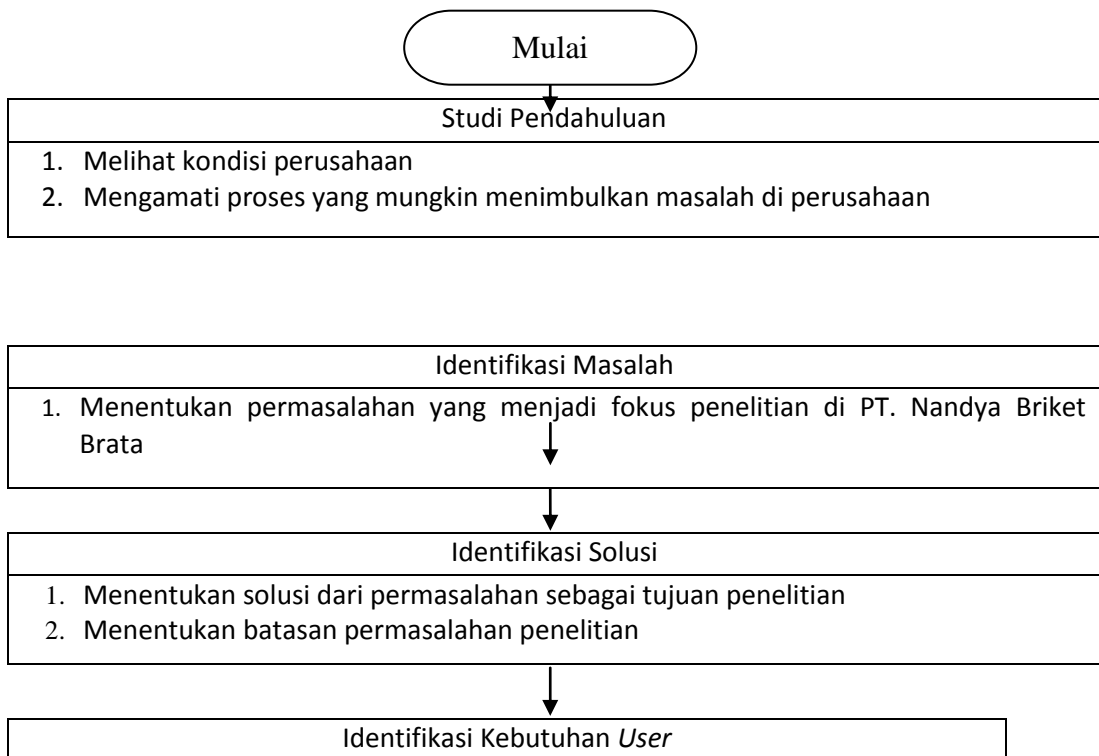 Mulai
Studi Pendahuluan
1. Melihat kondisi perusahaan
2. Mengamati proses yang mungkin menimbulkan masalah di perusahaan
Identifikasi Masalah
1. Menentukan permasalahan yang menjadi fokus penelitian di PT. Nandya Briket
Brata
Identifikasi Solusi
1. Menentukan solusi dari permasalahan sebagai tujuan penelitian
2. Menentukan batasan permasalahan penelitian
Identifikasi Kebutuhan User